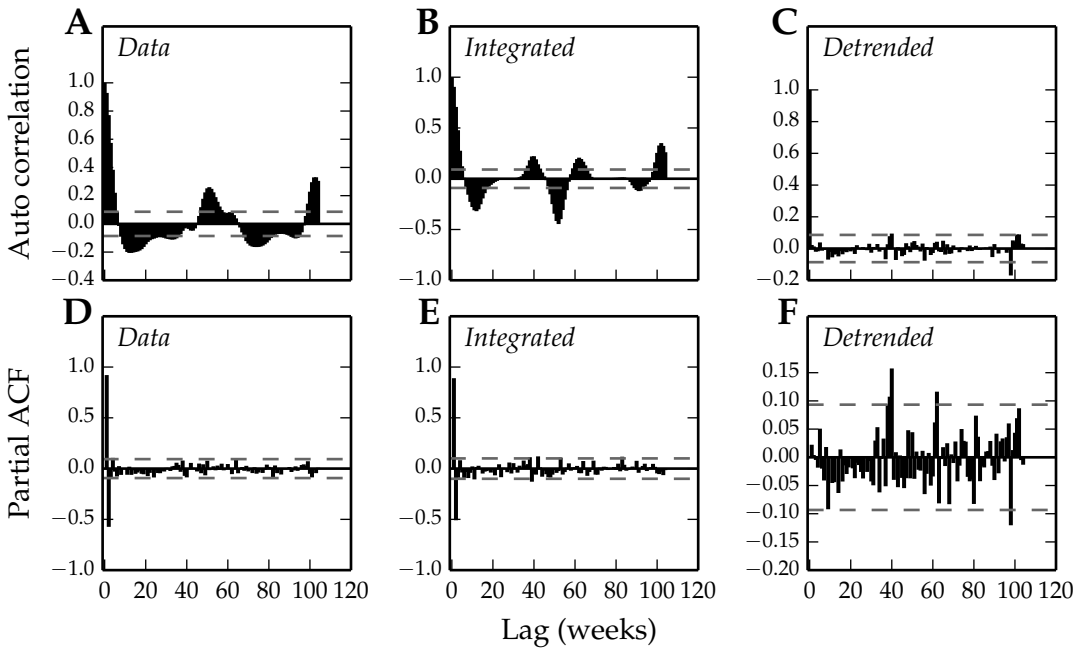 A
Data
B
Integrated
C
Detrended
Auto correlation
1.0
0.8
0.6
0.4
0.2
0.0
−0.2
−0.4
1.0
0.5
0.0
−0.5
−1.0
1.0
0.8
0.6
0.4
0.2
0.0
−0.2
D
Data
E
Integrated
F
Detrended
Partial ACF
1.0
0.5
0.0
−0.5
−1.0
1.0
0.5
0.0
−0.5
−1.0
0.15
0.10
0.05
0.00
−0.05
−0.10
−0.15
−0.20
0 20 40 60 80 100 120
0 20 40 60 80 100 120
0 20 40 60 80 100 120
Lag (weeks)